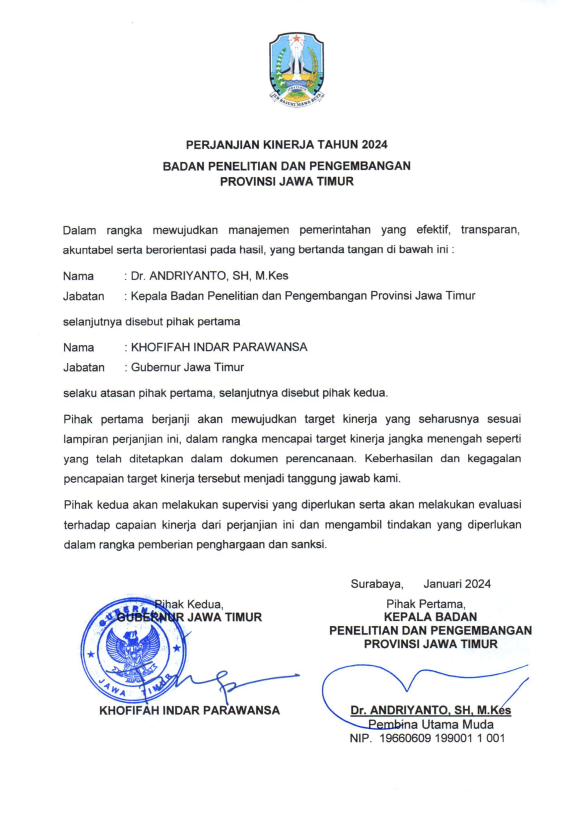 JER BASUKI MAWA BEYA
PERJANJIAN KINERJA TAHUN 2024
BADAN PENELITIAN DAN PENGEMBANGAN
PROVINSI JAWA TIMUR
Dalam rangka mewujudkan manajemen pemerintahan yang efektif, transparan,
akuntabel serta berorientasi pada hasil, yang bertanda tangan di bawah ini :
Nama : Dr. ANDRIYANTO, SH, M.Kes
Jabatan : Kepala Badan Penelitian dan Pengembangan Provinsi Jawa Timur
selanjutnya disebut pihak pertama
Nama : KHOFIFAH INDAR PARAWANSA
Jabatan : Gubernur Jawa Timur
selaku atasan pihak pertama, selanjutnya disebut pihak kedua.
Pihak pertama berjanji akan mewujudkan target kinerja yang seharusnya sesuai
lampiran perjanjian ini, dalam rangka mencapai target kinerja jangka menengah seperti
yang telah ditetapkan dalam dokumen perencanaan. Keberhasilan dan kegagalan
pencapaian target kinerja tersebut menjadi tanggung jawab kami.
Pihak kedua akan melakukan supervisi yang diperlukan serta akan melakukan evaluasi
terhadap capaian kinerja dari perjanjian ini dan mengambil tindakan yang diperlukan
dalam rangka pemberian penghargaan dan sanksi.
Surabaya, Januari 2024
Pihak Kedua,
GUBERNUR JAWA TIMUR
GUBERNUR
JAWA TIMUR
KHOFIFAH INDAR PARAWANSA
Pihak Pertama,
KEPALA BADAN
PENELITIAN DAN PENGEMBANGAN
PROVINSI JAWA TIMUR
Dr. ANDRIYANTO, SH, M.Kes
Pembina Utama Muda
NIP. 19660609 199001 1 001